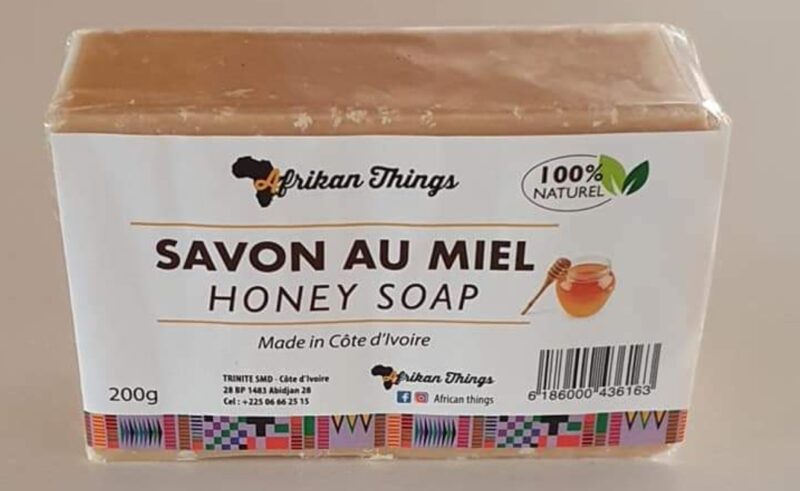 Afrikan Things
100%
NATUREL
SAVON AU MIEL
HONEY SOAP
Made in Côte d'Ivoire
200g
TRINITE SMD - Côte d'Ivoire
28 BP 1483 Abidjan 28
Cel : +225 06 66 25 15
Afrikan Things
African things
6 186000 436163